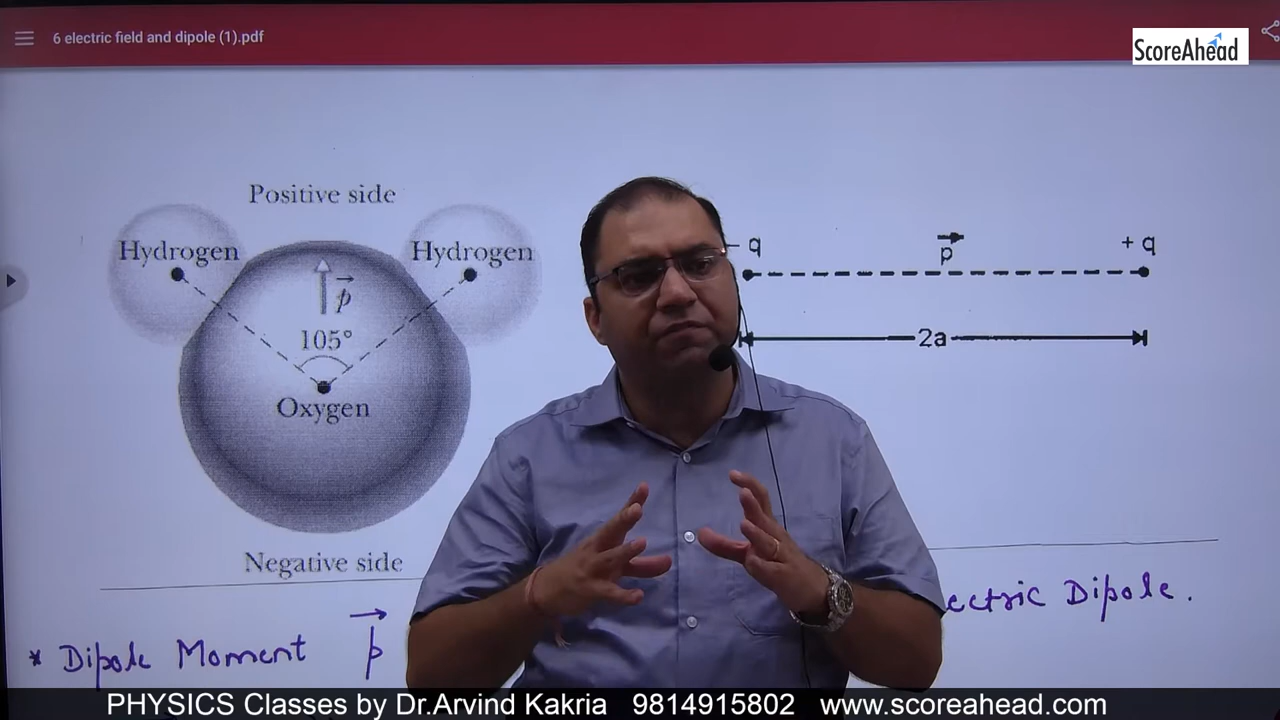 6 electric field and dipole (1).pdf
ScoreAhead
Positive side
Hydrogen
Hydrogen
p
105°
Oxygen
Negative side
- q
p
+ q
2a
ectric Dipole.
* Dipole Moment p
PHYSICS Classes by Dr.Arvind Kakria 9814915802 www.scoreahead.com